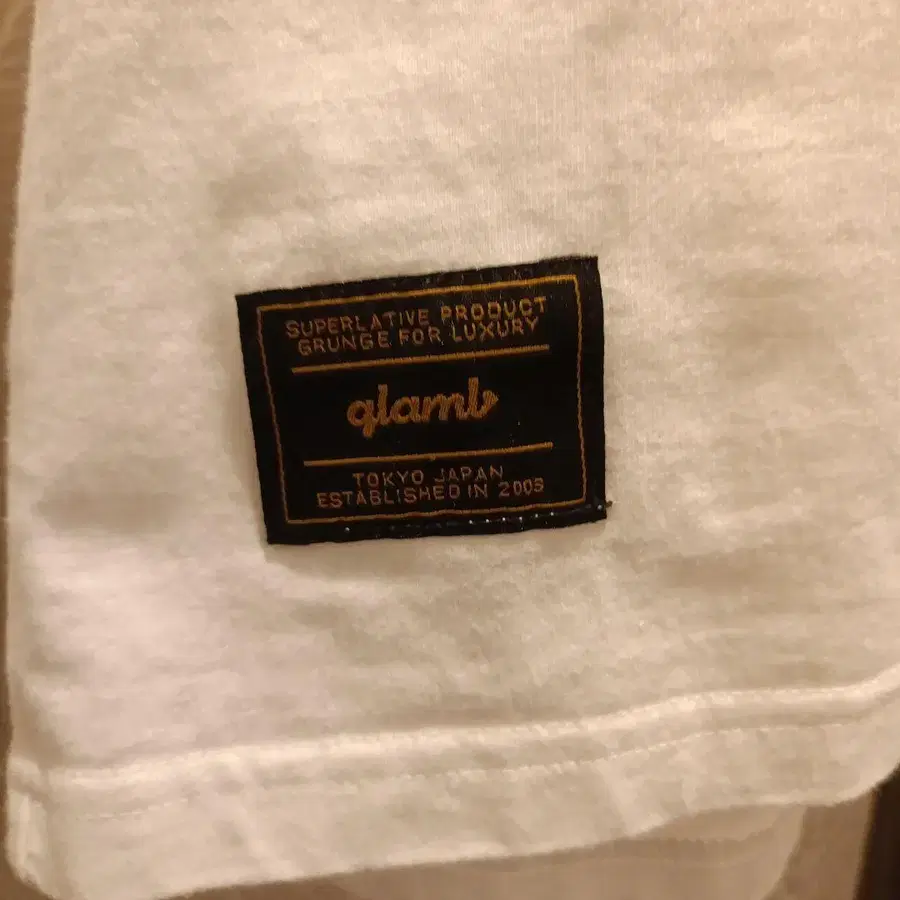 SUPERLATIVE PRODUCT
GRUNGE FOR LUXURY
glamb
TOKYO JAPAN
ESTABLISHED IN 2003